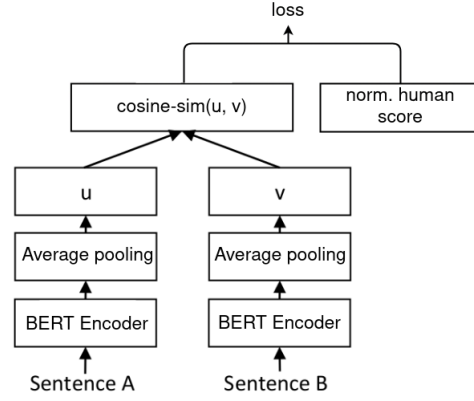 loss
cosine-sim(u, v)
norm. human
score
u
v
Average pooling
Average pooling
BERT Encoder
BERT Encoder
Sentence A
Sentence B